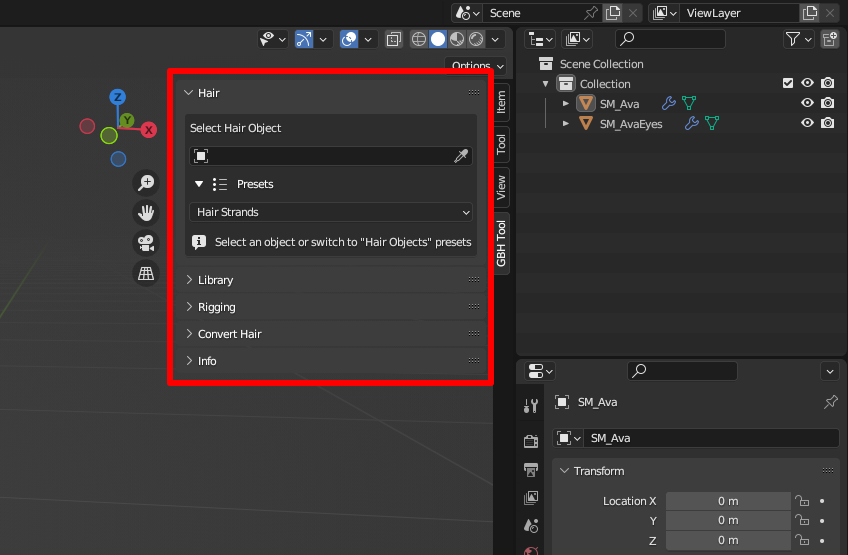 Scene
ViewLayer
Options
Hair
Select Hair Object
Presets
Hair Strands
Select an object or switch to "Hair Objects" presets
Library
Rigging
Convert Hair
Info
Z
Y
X
Item
Tool
View
GBH Tool
Scene Collection
Collection
SM_Ava
SM_AvaEyes
SM_Ava
SM_Ava
Transform
Location X 0 m
Y 0 m
Z 0 m